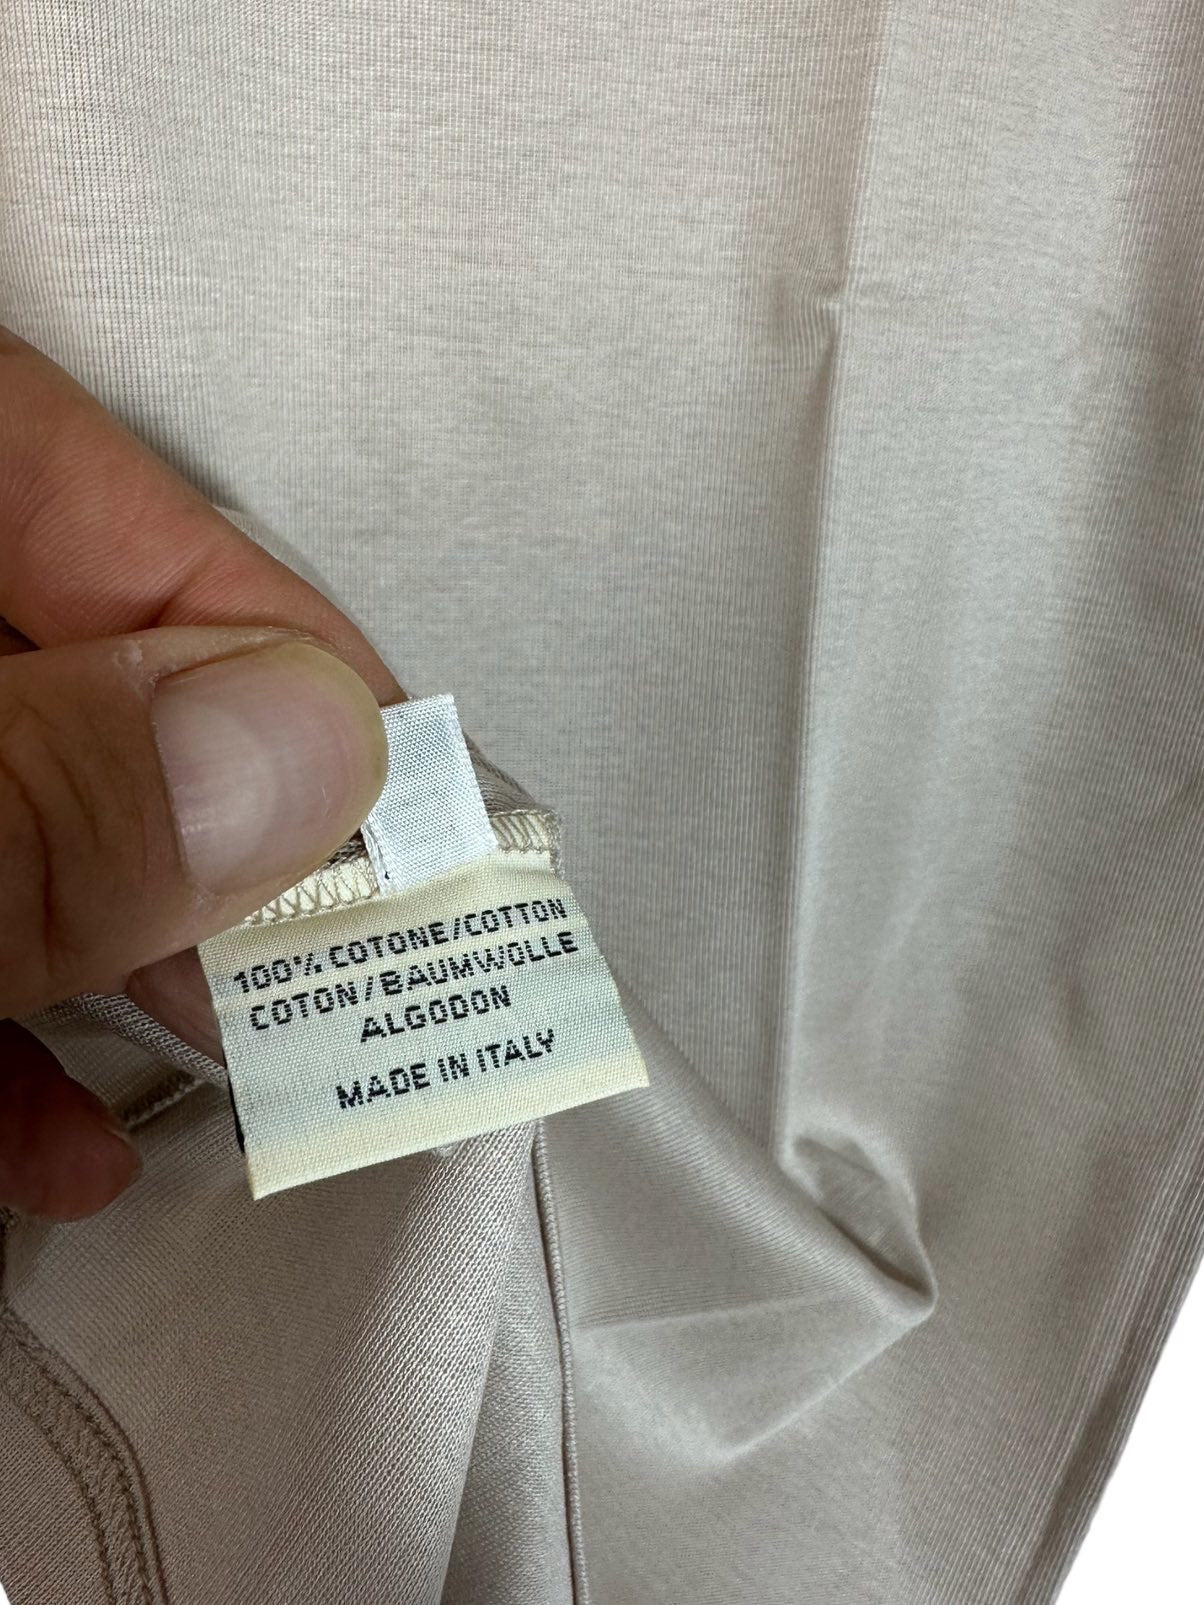 100% COTONE/COTTON
COTON/BAUMWOLLE
ALGODON
MADE IN ITALY